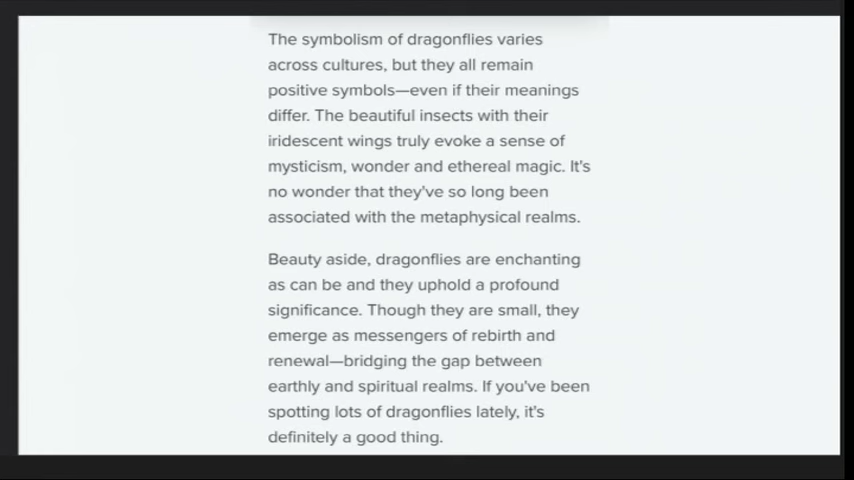 The symbolism of dragonflies varies
across cultures, but they all remain
positive symbols—even if their meanings
differ. The beautiful insects with their
iridescent wings truly evoke a sense of
mysticism, wonder and ethereal magic. It's
no wonder that they've so long been
associated with the metaphysical realms.
Beauty aside, dragonflies are enchanting
as can be and they uphold a profound
significance. Though they are small, they
emerge as messengers of rebirth and
renewal—bridging the gap between
earthly and spiritual realms. If you've been
spotting lots of dragonflies lately, it's
definitely a good thing.